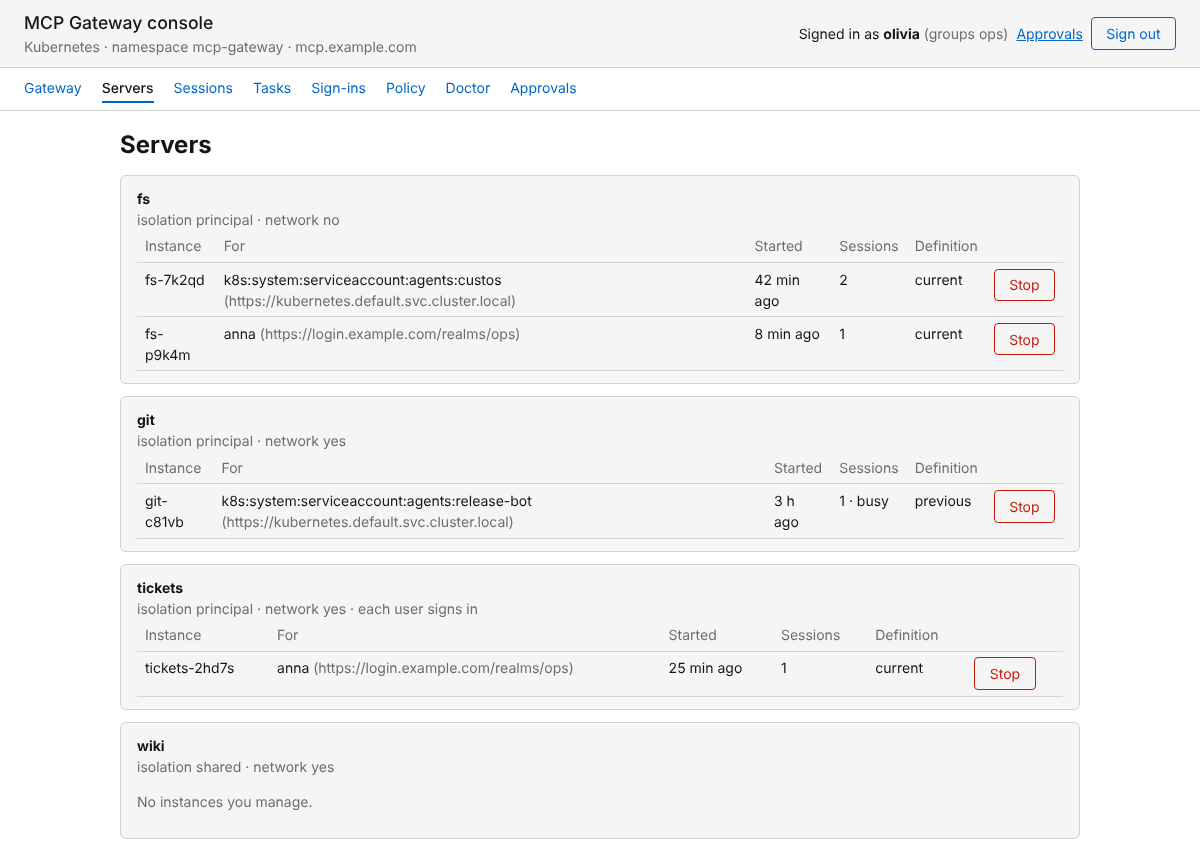 MCP Gateway console
Kubernetes · namespace mcp-gateway · mcp.example.com
Signed in as olivia (groups ops) Approvals Sign out
Gateway Servers Sessions Tasks Sign-ins Policy Doctor Approvals
Servers
fs
isolation principal · network no
Instance For Started Sessions Definition
fs-7k2qd k8s:system:serviceaccount:agents:custos 42 min 2 current Stop
(https://kubernetes.default.svc.cluster.local) ago
fs- anna (https://login.example.com/realms/ops) 8 min ago 1 current Stop
p9k4m
git
isolation principal · network yes
Instance For Started Sessions Definition
git- k8s:system:serviceaccount:agents:release-bot 3 h 1 · busy previous Stop
c81vb (https://kubernetes.default.svc.cluster.local) ago
tickets
isolation principal · network yes · each user signs in
Instance For Started Sessions Definition
tickets-2hd7s anna (https://login.example.com/realms/ops) 25 min ago 1 current Stop
wiki
isolation shared · network yes
No instances you manage.